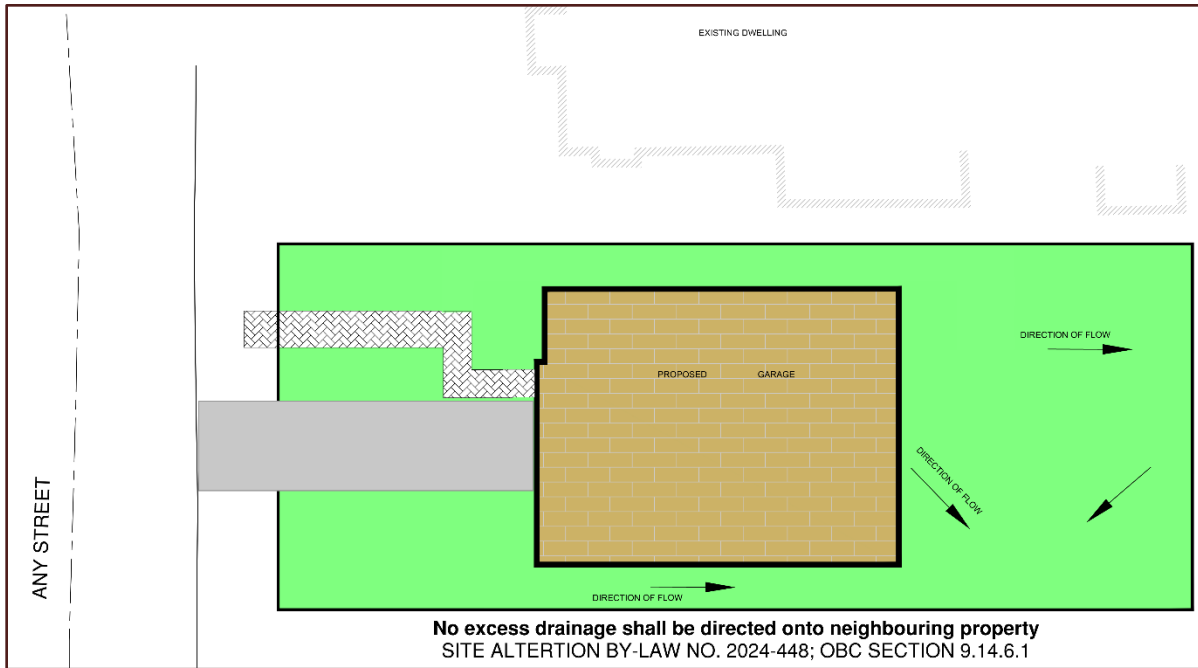 EXISTING DWELLING
DIRECTION OF FLOW
PROPOSED GARAGE
DIRECTION OF FLOW
ANY STREET
DIRECTION OF FLOW
No excess drainage shall be directed onto neighbouring property
SITE ALTERTION BY-LAW NO. 2024-448; OBC SECTION 9.14.6.1